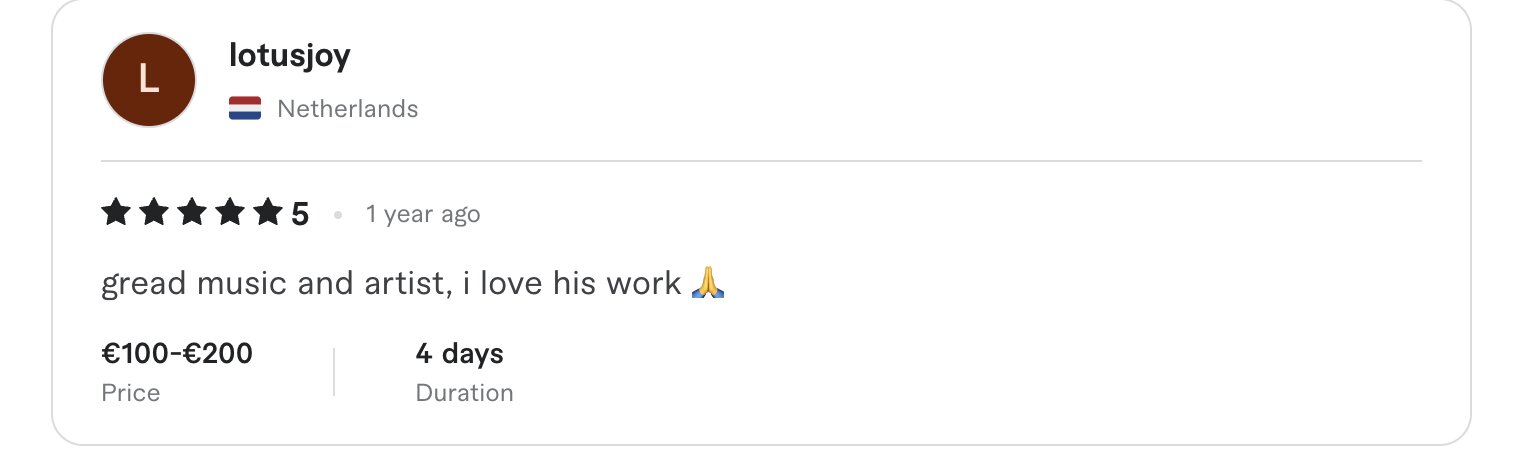 L
lotusjoy
Netherlands
5 • 1 year ago
gread music and artist, i love his work 🙏
€100-€200
Price
4 days
Duration